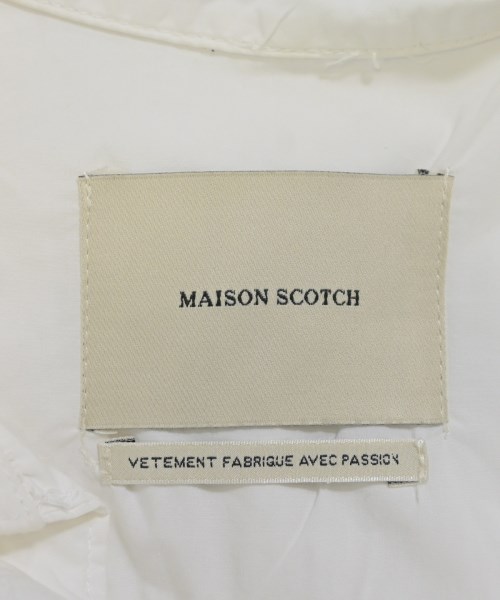 MAISON SCOTCH
VETEMENT FABRIQUE AVEC PASSION